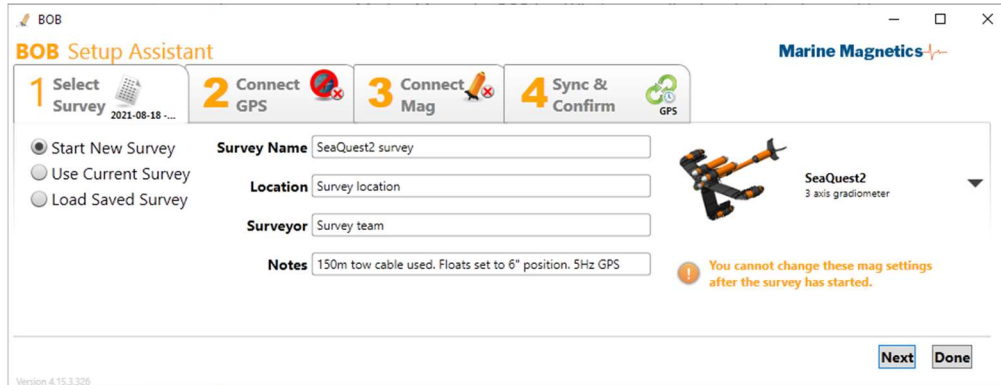 BOB
BOB Setup Assistant
Marine Magnetics
1 Select Survey 2021-08-18 -...
2 Connect GPS
3 Connect Mag
4 Sync & Confirm GPS
Start New Survey
Use Current Survey
Load Saved Survey
Survey Name SeaQuest2 survey
Location Survey location
Surveyor Survey team
Notes 150m tow cable used. Floats set to 6" position. 5Hz GPS
SeaQuest2
3 axis gradiometer
! You cannot change these mag settings
after the survey has started.
Next Done
Version 4.15.3.326